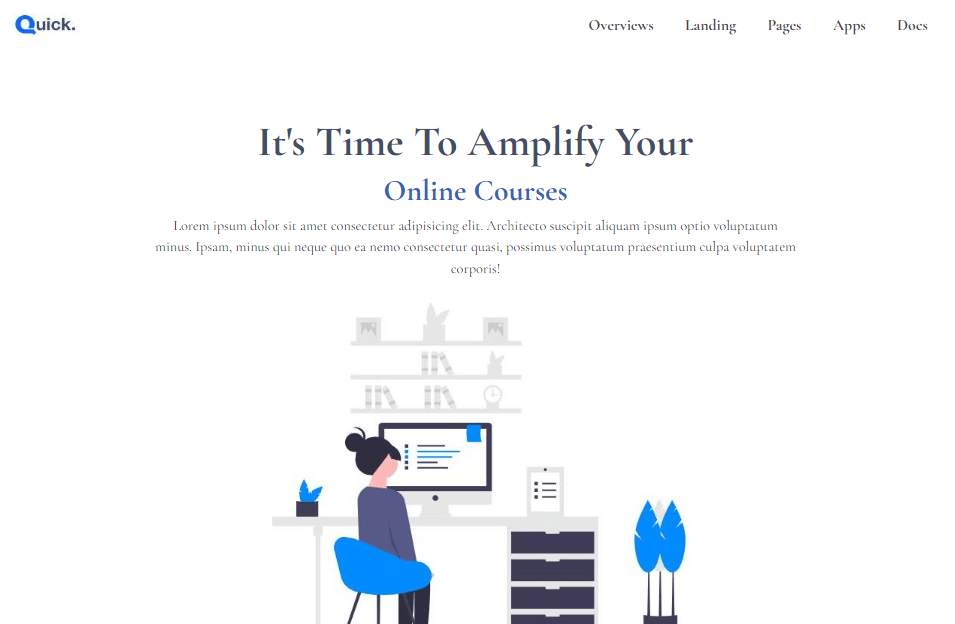 Quick.
Overviews Landing Pages Apps Docs
It's Time To Amplify Your
Online Courses
Lorem ipsum dolor sit amet consectetur adipisicing elit. Architecto suscipit aliquam ipsum optio voluptatum
minus. Ipsam, minus qui neque quo ea nemo consectetur quasi, possimus voluptatum praesentium culpa voluptatem
corporis!